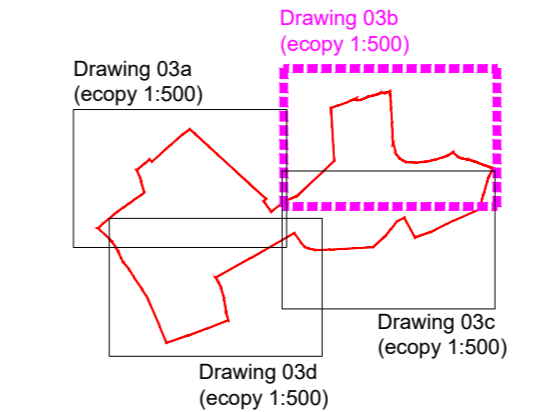 Drawing 03b
(ecopy 1:500)
Drawing 03a
(ecopy 1:500)
Drawing 03c
(ecopy 1:500)
Drawing 03d
(ecopy 1:500)